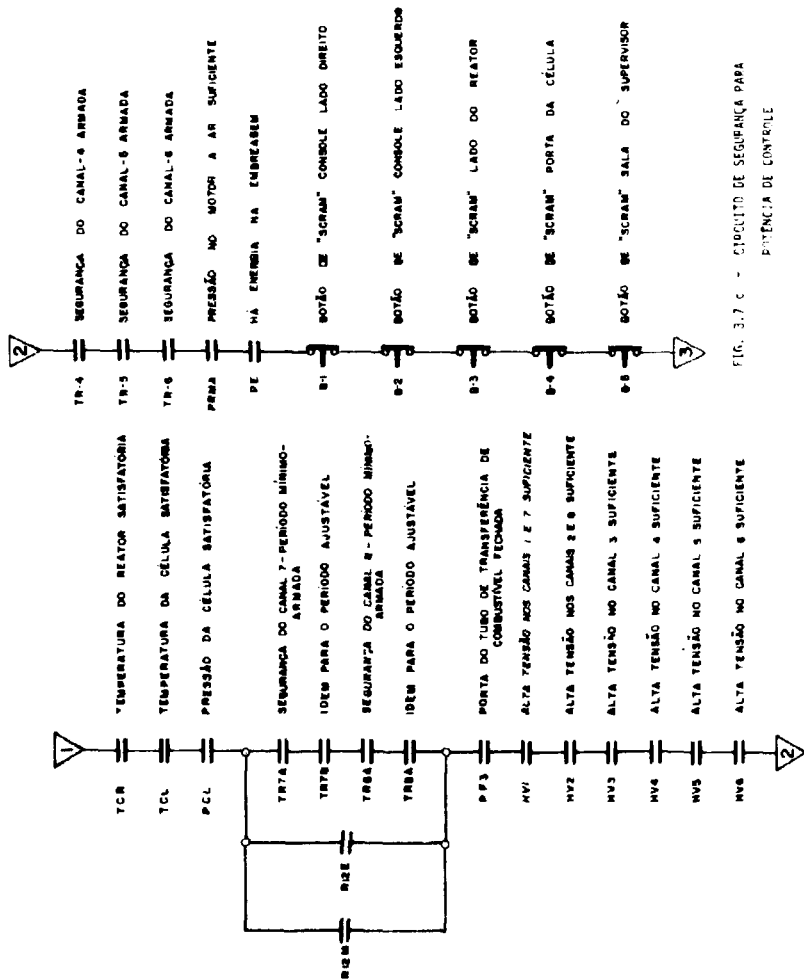 1
TCR TEMPERATURA DO REATOR SATISFATÓRIA
TCL TEMPERATURA DA CÉLULA SATISFATÓRIA
PCL PRESSÃO DA CÉLULA SATISFATÓRIA
R12M
R12E
TR7A SEGURANÇA DO CANAL 7-PERIODO MÍNIMO-
ARMADA
TR7B IDEM PARA O PERÍODO AJUSTÁVEL
TR8A SEGURANÇA DO CANAL 8-PERIODO MÍNIMO-
ARMADA
TR8A IDEM PARA O PERÍODO AJUSTÁVEL
PF3 PORTA DO TUBO DE TRANSFERÊNCIA DE
COMBUSTÍVEL FECHADA
HV1 ALTA TENSÃO NOS CANAIS 1 E 7 SUFICIENTE
HV2 ALTA TENSÃO NOS CANAIS 2 E 8 SUFICIENTE
HV3 ALTA TENSÃO NO CANAL 3 SUFICIENTE
HV4 ALTA TENSÃO NO CANAL 4 SUFICIENTE
HV5 ALTA TENSÃO NO CANAL 5 SUFICIENTE
HV6 ALTA TENSÃO NO CANAL 6 SUFICIENTE
2
2
TR-4 SEGURANÇA DO CANAL-4 ARMADA
TR-5 SEGURANÇA DO CANAL-5 ARMADA
TR-6 SEGURANÇA DO CANAL-6 ARMADA
PRMA PRESSÃO NO MOTOR A AR SUFICIENTE
PE HÁ ENERGIA NA EMBREAGEM
B-1 BOTÃO DE "SCRAM" CONSOLE LADO DIREITO
B-2 BOTÃO DE "SCRAM" CONSOLE LADO ESQUERDO
B-3 BOTÃO DE "SCRAM" LADO DO REATOR
B-4 BOTÃO DE "SCRAM" PORTA DA CÉLULA
B-5 BOTÃO DE "SCRAM" SALA DO SUPERVISOR
3
FIG. 3.7 c - CIRCUITO DE SEGURANÇA PARA
POTÊNCIA DE CONTROLE